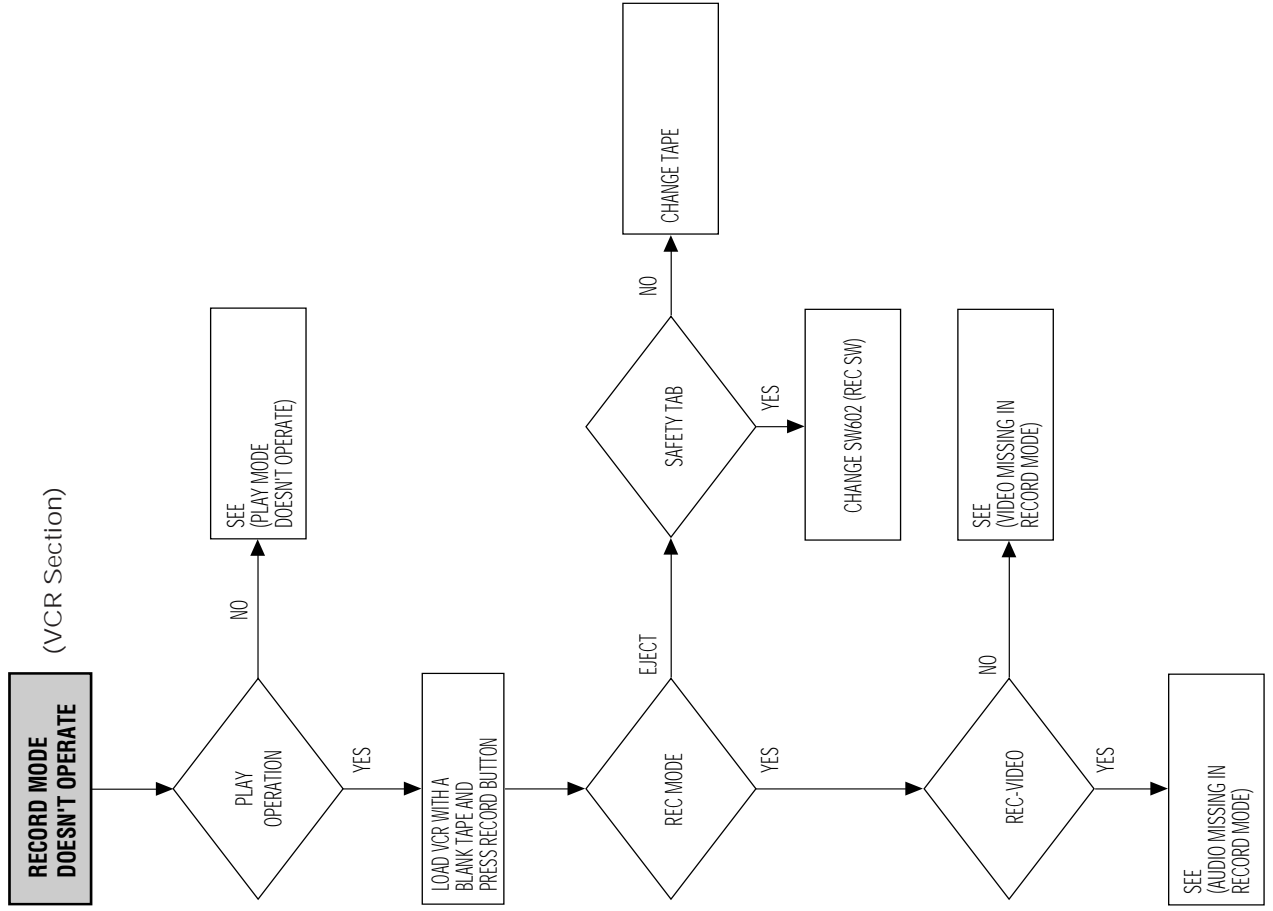 RECORD MODE
DOESN'T OPERATE
(VCR Section)
PLAY
OPERATION
NO
SEE
(PLAY MODE
DOESN'T OPERATE)
YES
LOAD VCR WITH A
BLANK TAPE AND
PRESS RECORD BUTTON
REC MODE
EJECT
SAFETY TAB
NO
CHANGE TAPE
YES
CHANGE SW602 (REC SW)
YES
REC-VIDEO
NO
SEE
(VIDEO MISSING IN
RECORD MODE)
YES
SEE
(AUDIO MISSING IN
RECORD MODE)